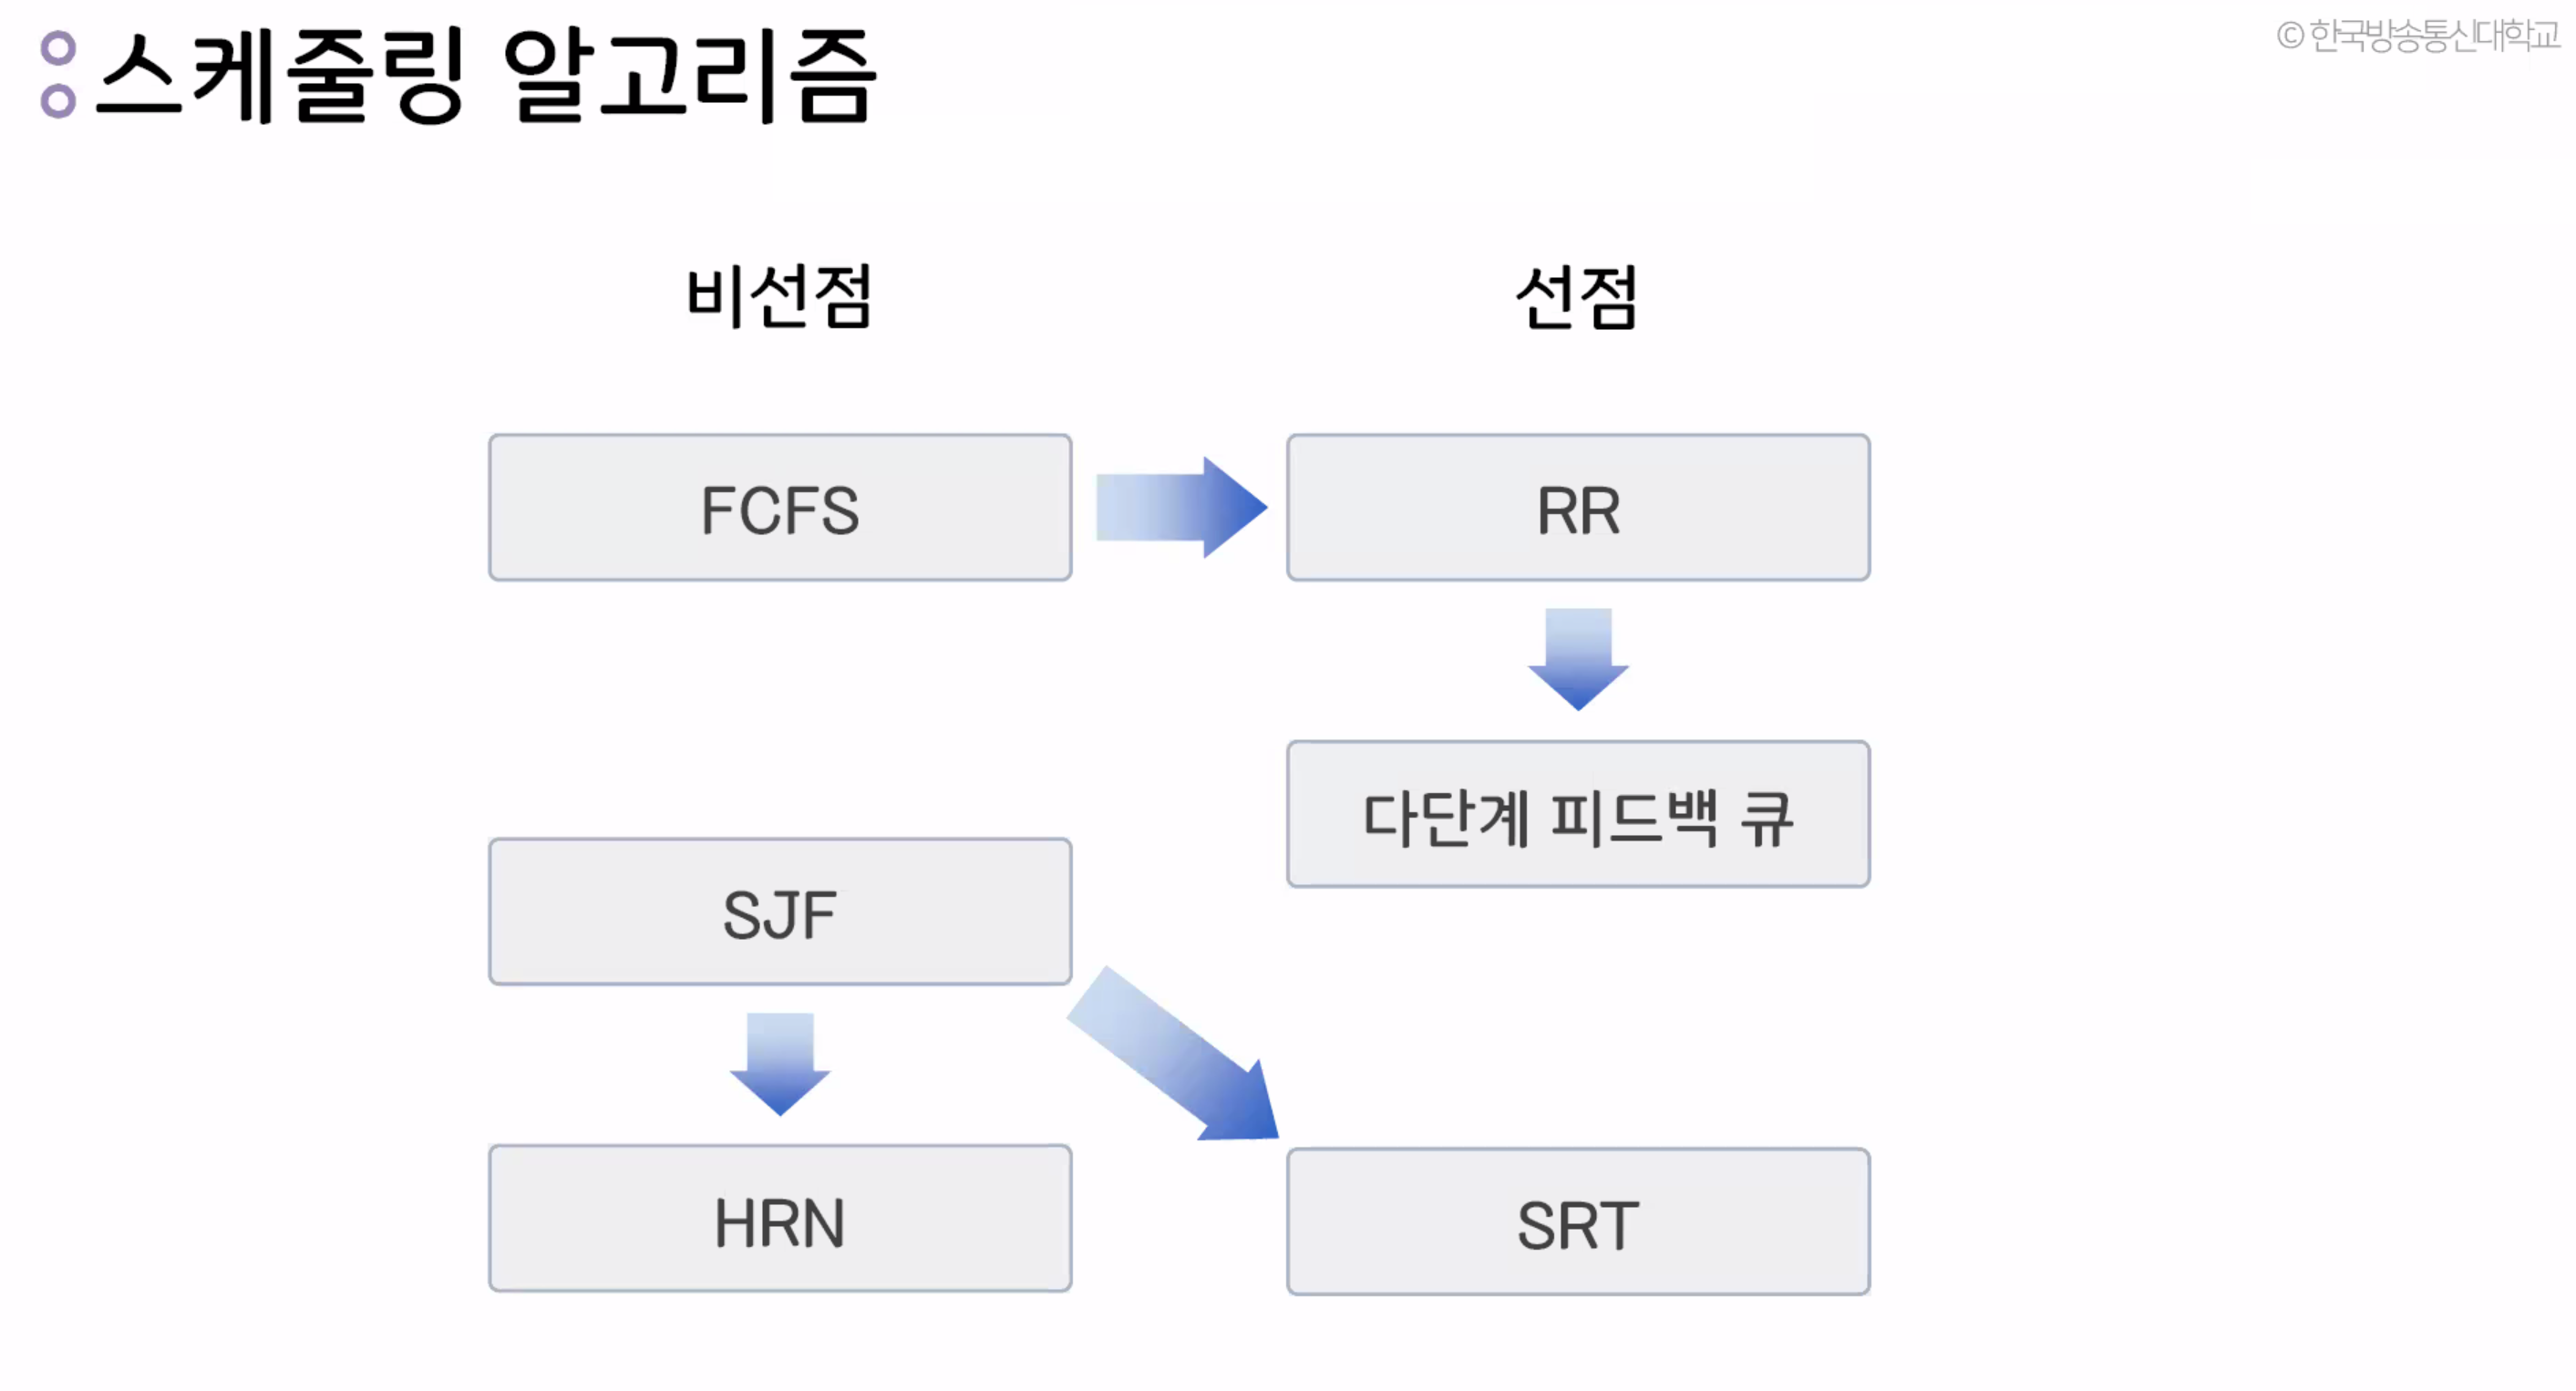 스케줄링 알고리즘
© 한국방송통신대학교
비선점
선점
FCFS
RR
다단계 피드백 큐
SJF
HRN
SRT